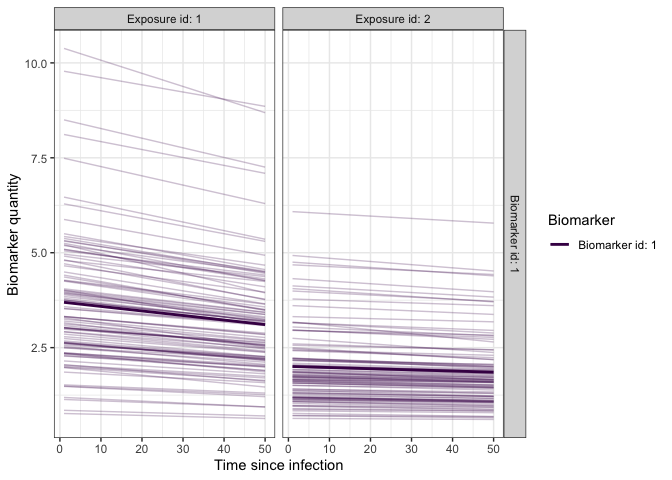 Exposure id: 1
Exposure id: 2
Biomarker quantity
10.0
7.5
5.0
2.5
Biomarker id: 1
0 10 20 30 40 50
0 10 20 30 40 50
Time since infection
Biomarker
Biomarker id: 1